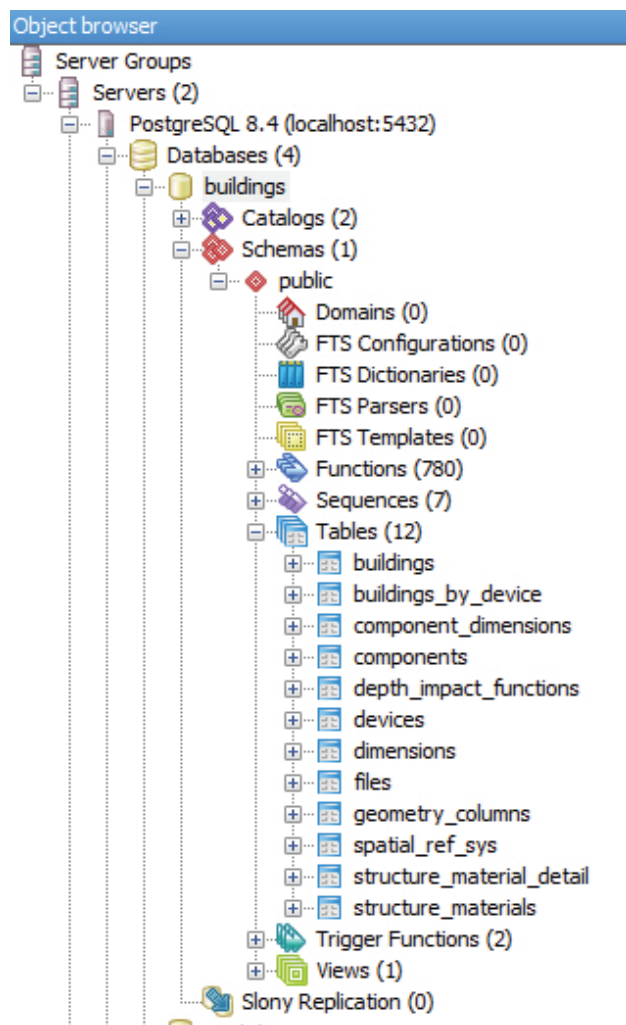 Object browser
Server Groups
Servers (2)
PostgreSQL 8.4 (localhost:5432)
Databases (4)
buildings
Catalogs (2)
Schemas (1)
public
Domains (0)
FTS Configurations (0)
FTS Dictionaries (0)
FTS Parsers (0)
FTS Templates (0)
Functions (780)
Sequences (7)
Tables (12)
buildings
buildings_by_device
component_dimensions
components
depth_impact_functions
devices
dimensions
files
geometry_columns
spatial_ref_sys
structure_material_detail
structure_materials
Trigger Functions (2)
Views (1)
Slony Replication (0)